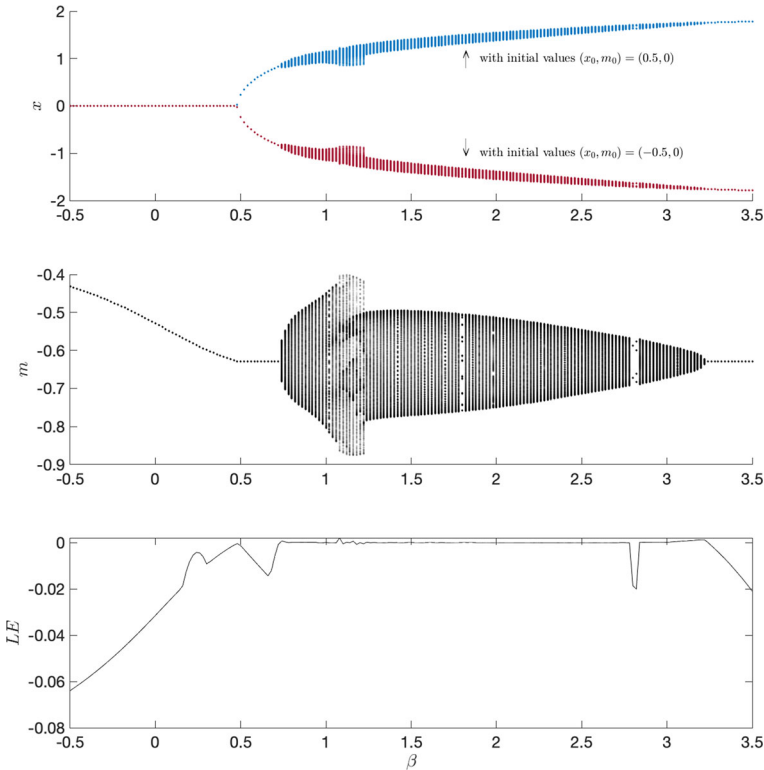 2
1
with initial values (x₀, m₀) = (0.5, 0)
x
0
-1
with initial values (x₀, m₀) = (−0.5, 0)
-2
-0.5 0 0.5 1 1.5 2 2.5 3 3.5
-0.4
-0.5
-0.6
m
-0.7
-0.8
-0.9
-0.5 0 0.5 1 1.5 2 2.5 3 3.5
0
-0.02
-0.04
LE
-0.06
-0.08
-0.5 0 0.5 1 1.5 2 2.5 3 3.5
β